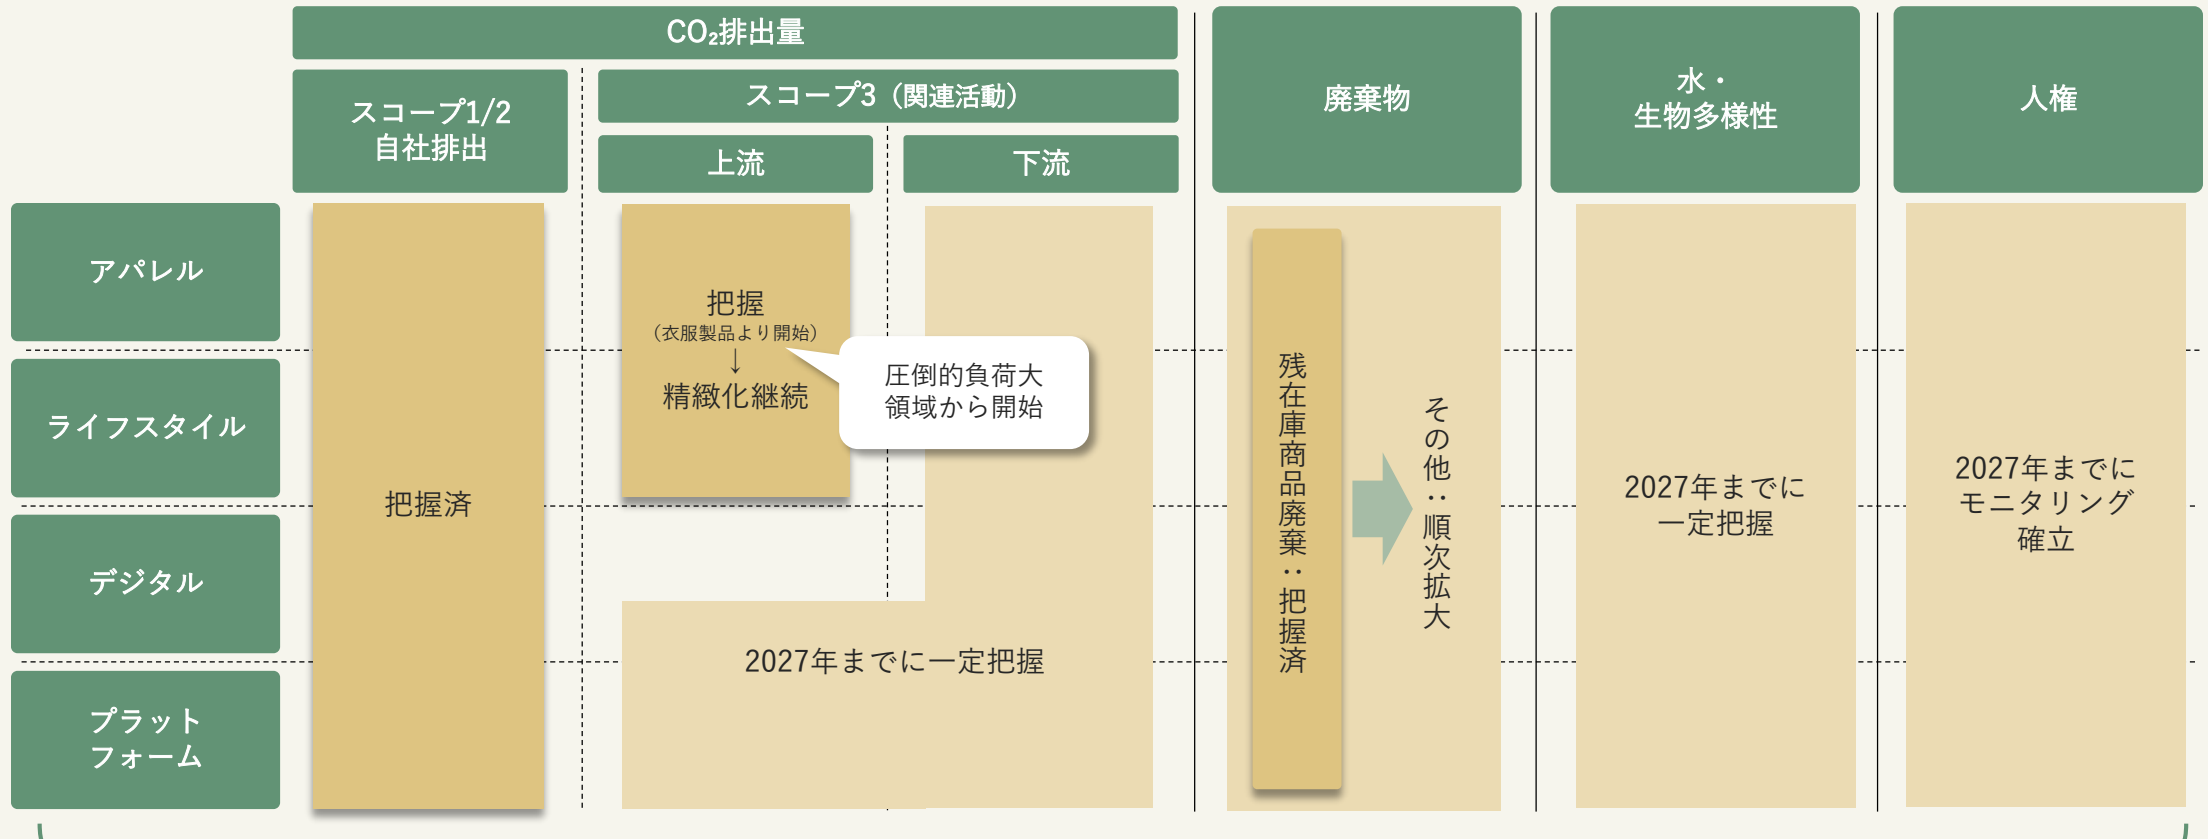 CO₂排出量
スコープ1/2
自社排出
スコープ3（関連活動）
上流
下流
廃棄物
水・
生物多様性
人権
アパレル
ライフスタイル
デジタル
プラット
フォーム
把握済
把握
（衣服製品より開始）
↓
精緻化継続
圧倒的負荷大
領域から開始
2027年までに一定把握
残在庫商品廃棄：把握済
その他：順次拡大
2027年までに
一定把握
2027年までに
モニタリング
確立